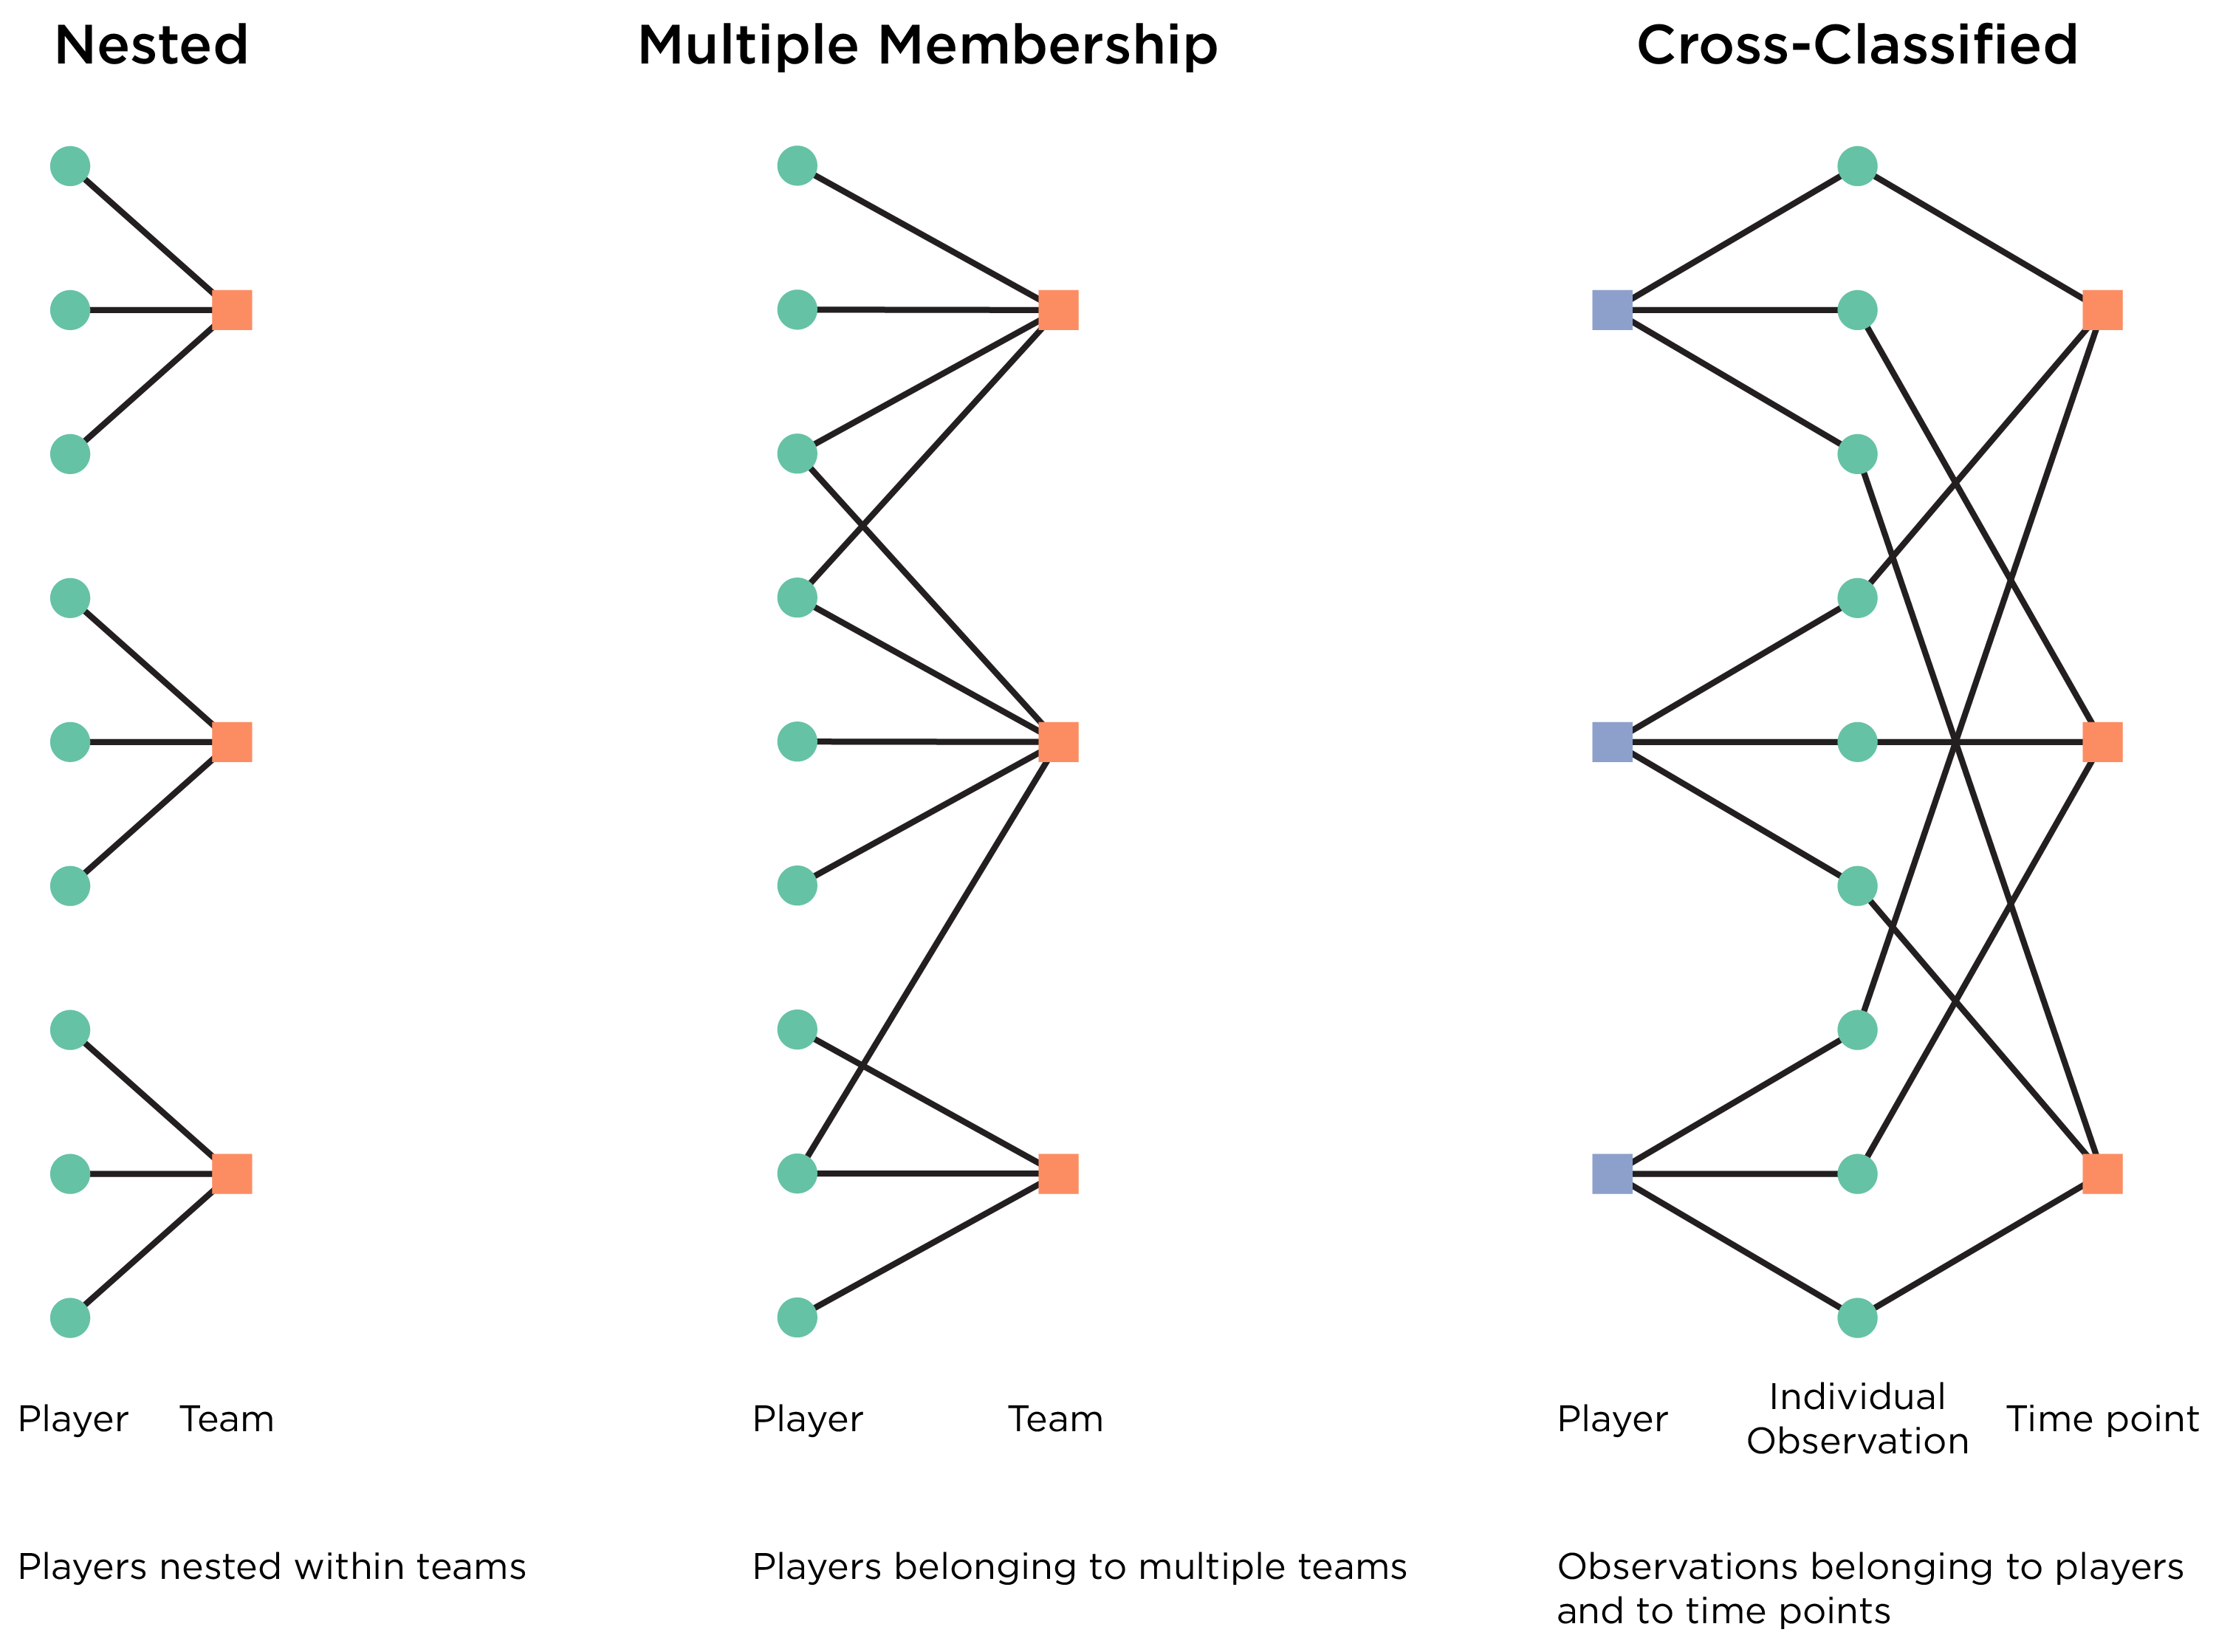 Nested
Multiple Membership
Cross-Classified
Player
Team
Player
Team
Player
Individual
Observation
Time point
Players nested within teams
Players belonging to multiple teams
Observations belonging to players
and to time points